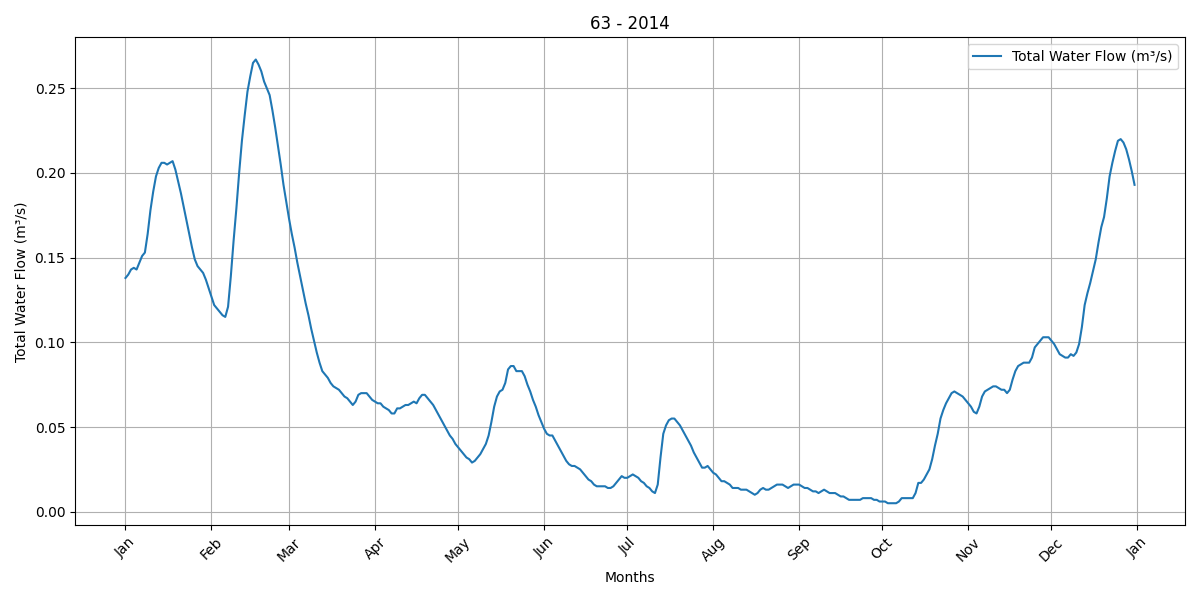 63 - 2014
Total Water Flow (m³/s)
Total Water Flow (m³/s)
0.25
0.20
0.15
0.10
0.05
0.00
Jan
Feb
Mar
Apr
May
Jun
Jul
Aug
Sep
Oct
Nov
Dec
Jan
Months